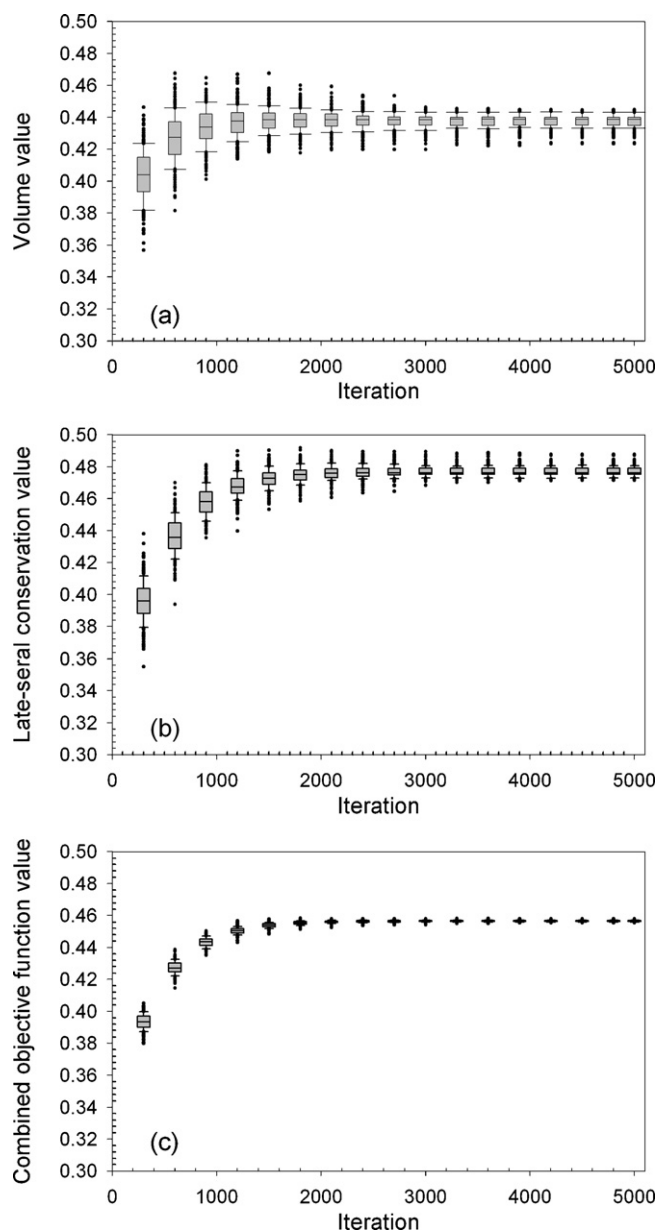 Volume value
0.50
0.48
0.46
0.44
0.42
0.40
0.38
0.36
0.34
0.32
0.30
(a)
0 1000 2000 3000 4000 5000
Iteration
Late-seral conservation value
0.50
0.48
0.46
0.44
0.42
0.40
0.38
0.36
0.34
0.32
0.30
(b)
0 1000 2000 3000 4000 5000
Iteration
Combined objective function value
0.50
0.48
0.46
0.44
0.42
0.40
0.38
0.36
0.34
0.32
0.30
(c)
0 1000 2000 3000 4000 5000
Iteration